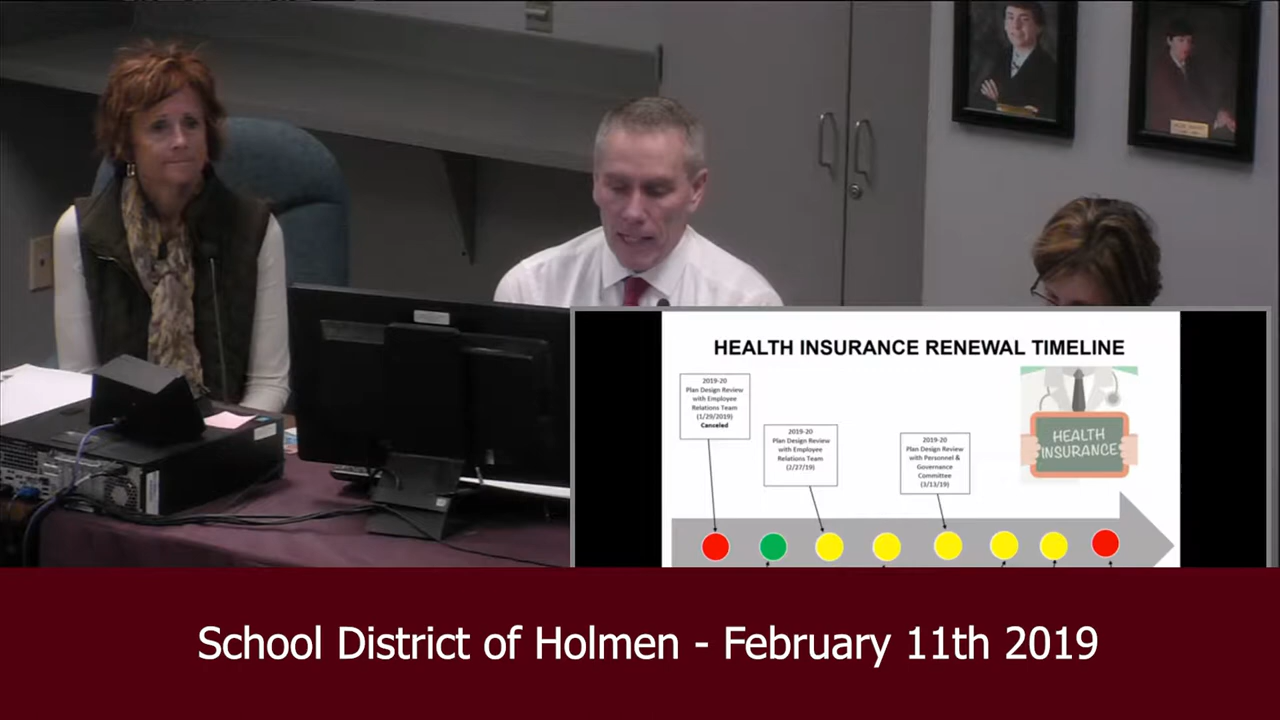 HEALTH INSURANCE RENEWAL TIMELINE
2019-20
Plan Design Review
with Employee
Relations Team
(1/29/2019)
Canceled
2019-20
Plan Design Review
with Employee
Relations Team
(2/27/19)
2019-20
Plan Design Review
with Personnel &
Governance
Committee
(3/13/19)
HEALTH
INSURANCE
School District of Holmen - February 11th 2019